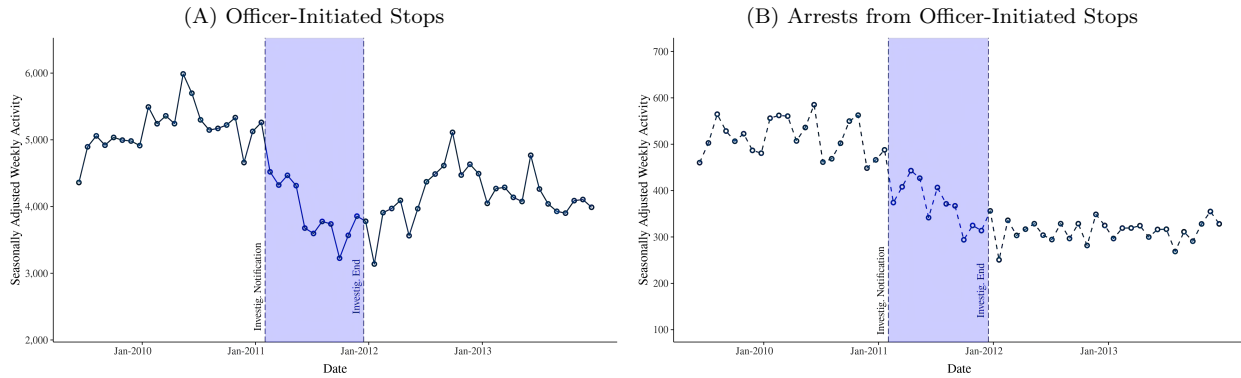 (A) Officer-Initiated Stops
Seasonally Adjusted Weekly Activity
6,000
5,000
4,000
3,000
2,000
Investig. Notification
Investig. End
Jan-2010 Jan-2011 Jan-2012 Jan-2013
Date
(B) Arrests from Officer-Initiated Stops
Seasonally Adjusted Weekly Activity
700
600
500
400
300
200
100
Investig. Notification
Investig. End
Jan-2010 Jan-2011 Jan-2012 Jan-2013
Date